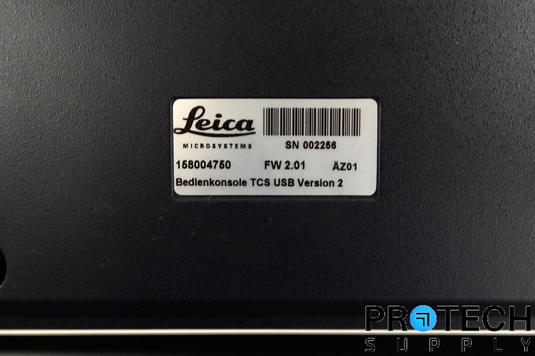 Leica
MICROSYSTEMS
SN 002256
158004750 FW 2.01 ÄZ01
Bedienkonsole TCS USB Version 2
PROTECH
SUPPLY